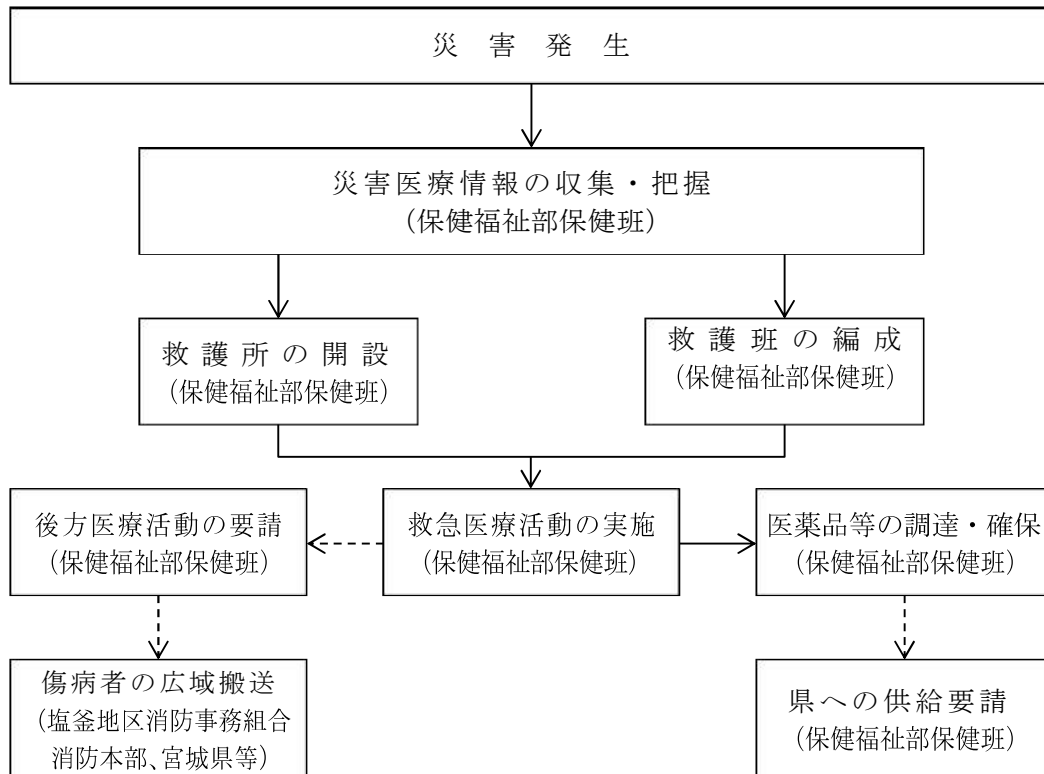 災害発生
災害医療情報の収集・把握
(保健福祉部保健班)
救護所の開設
(保健福祉部保健班)
救護班の編成
(保健福祉部保健班)
後方医療活動の要請
(保健福祉部保健班)
救急医療活動の実施
(保健福祉部保健班)
医薬品等の調達・確保
(保健福祉部保健班)
傷病者の広域搬送
(塩釜地区消防事務組合
消防本部、宮城県等)
県への供給要請
(保健福祉部保健班)